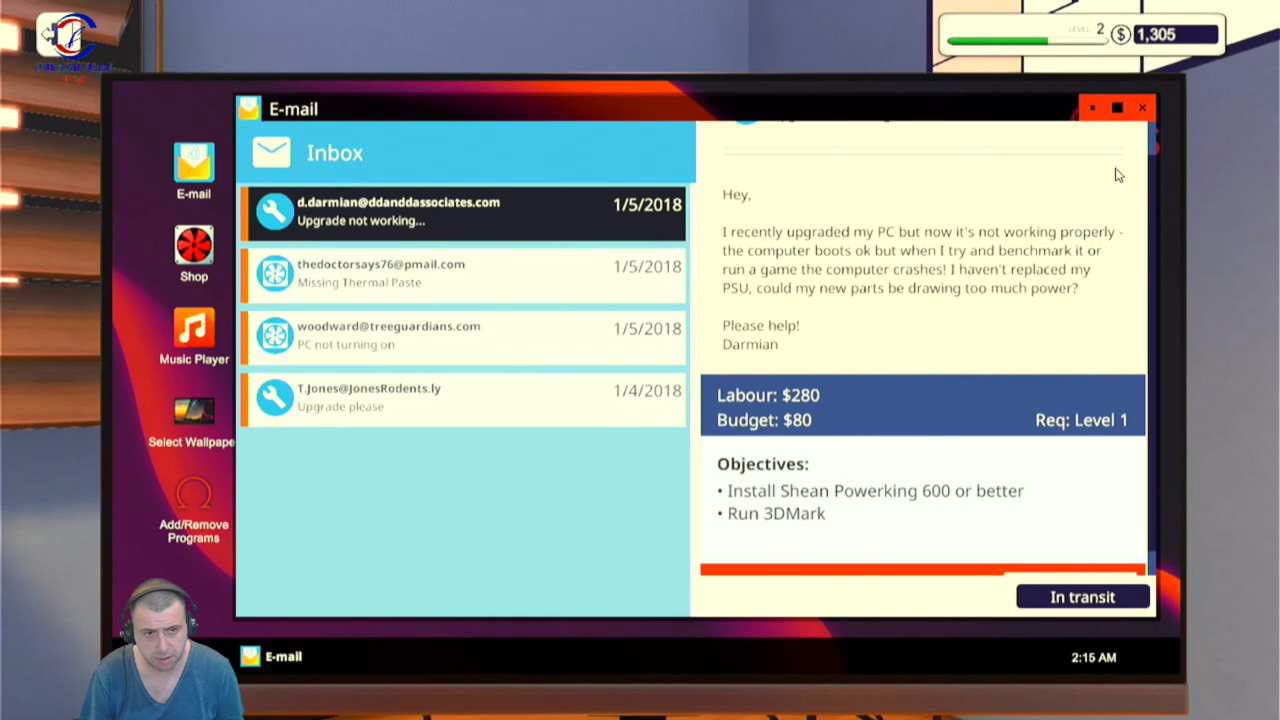 LEVEL 2
$ 1,305
E-mail
Inbox
E-mail
Shop
Music Player
Select Wallpape
Add/Remove
Programs
d.darmian@ddanddassociates.com 1/5/2018
Upgrade not working...
thedoctorsays76@pmail.com 1/5/2018
Missing Thermal Paste
woodward@treeguardians.com 1/5/2018
PC not turning on
T.Jones@JonesRodents.ly 1/4/2018
Upgrade please
Hey,
I recently upgraded my PC but now it's not working properly -
the computer boots ok but when I try and benchmark it or
run a game the computer crashes! I haven't replaced my
PSU, could my new parts be drawing too much power?
Please help!
Darmian
Labour: $280
Budget: $80 Req: Level 1
Objectives:
• Install Shean Powerking 600 or better
• Run 3DMark
In transit
E-mail
2:15 AM